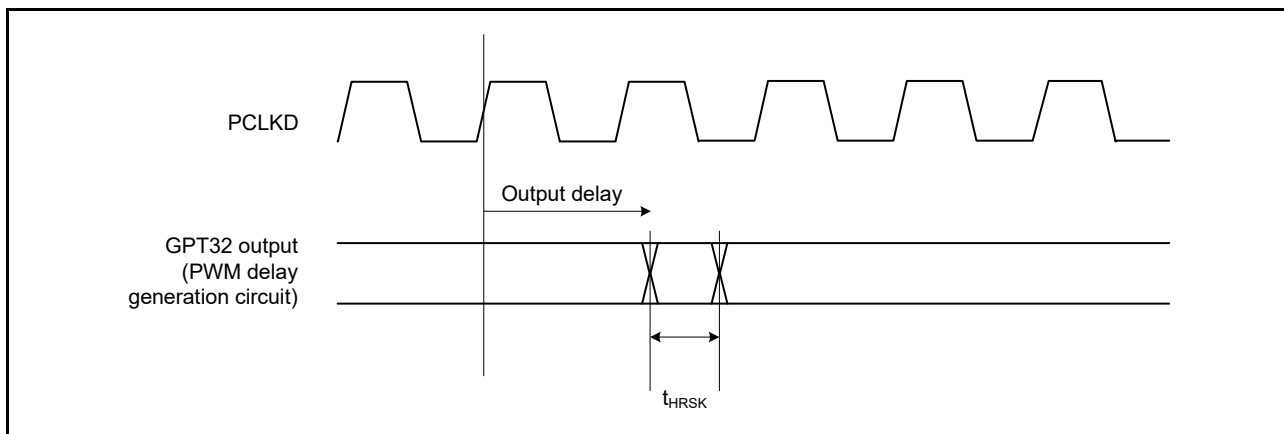 PCLKD
Output delay
GPT32 output
(PWM delay
generation circuit)
tHRSK